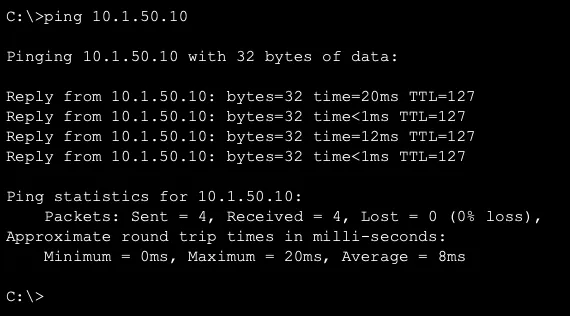 C:\>ping 10.1.50.10
Pinging 10.1.50.10 with 32 bytes of data:
Reply from 10.1.50.10: bytes=32 time=20ms TTL=127
Reply from 10.1.50.10: bytes=32 time<1ms TTL=127
Reply from 10.1.50.10: bytes=32 time=12ms TTL=127
Reply from 10.1.50.10: bytes=32 time<1ms TTL=127
Ping statistics for 10.1.50.10:
    Packets: Sent = 4, Received = 4, Lost = 0 (0% loss),
Approximate round trip times in milli-seconds:
    Minimum = 0ms, Maximum = 20ms, Average = 8ms
C:\>